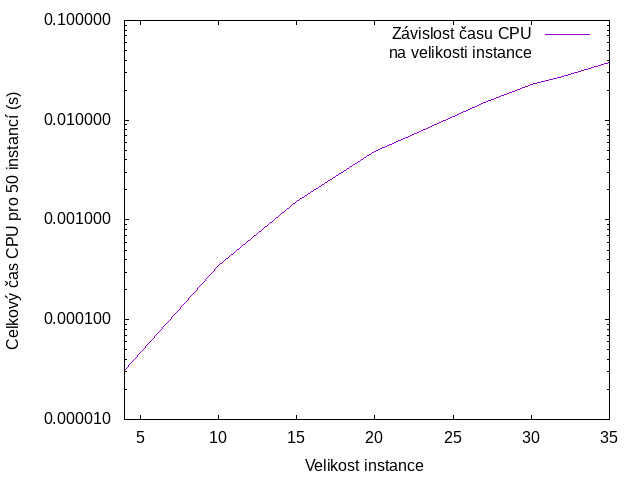 0.100000
0.010000
0.001000
0.000100
0.000010
Celkový čas CPU pro 50 instancí (s)
Závislost času CPU
na velikosti instance
5 10 15 20 25 30 35
Velikost instance